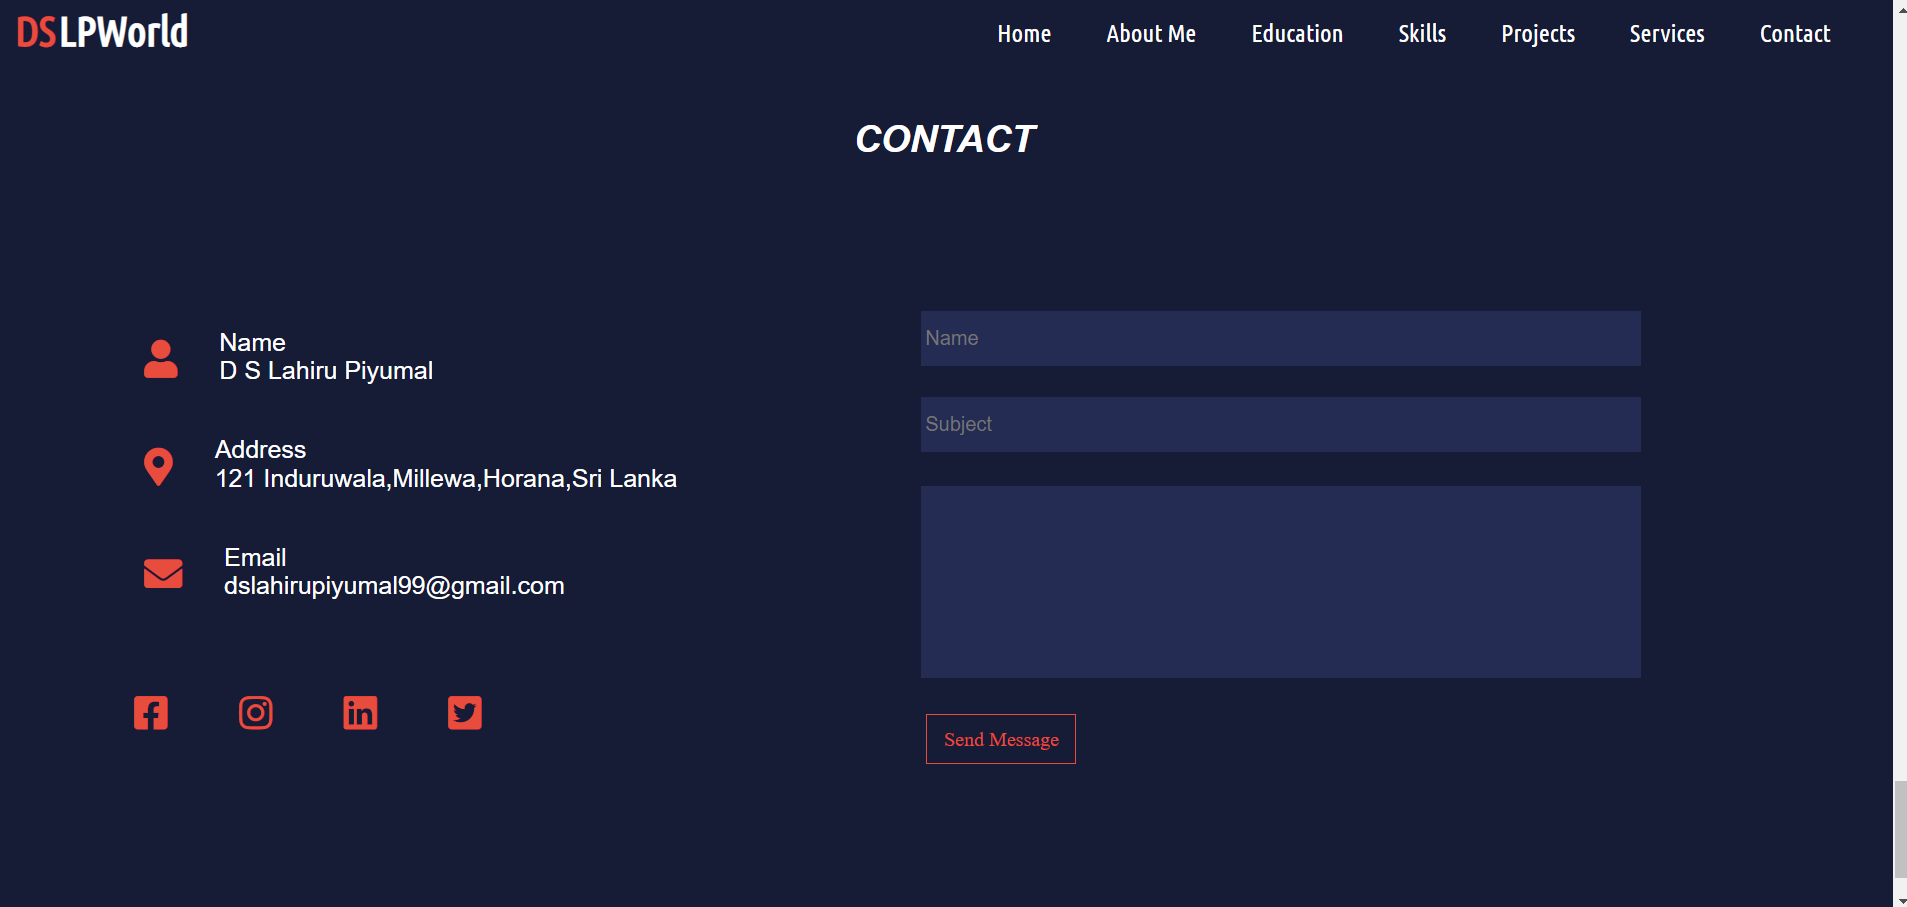 DSLPWorld
Home About Me Education Skills Projects Services Contact
CONTACT
Name
D S Lahiru Piyumal
Address
121 Induruwala,Millewa,Horana,Sri Lanka
Email
dslahirupiyumal99@gmail.com
Name
Subject
Send Message